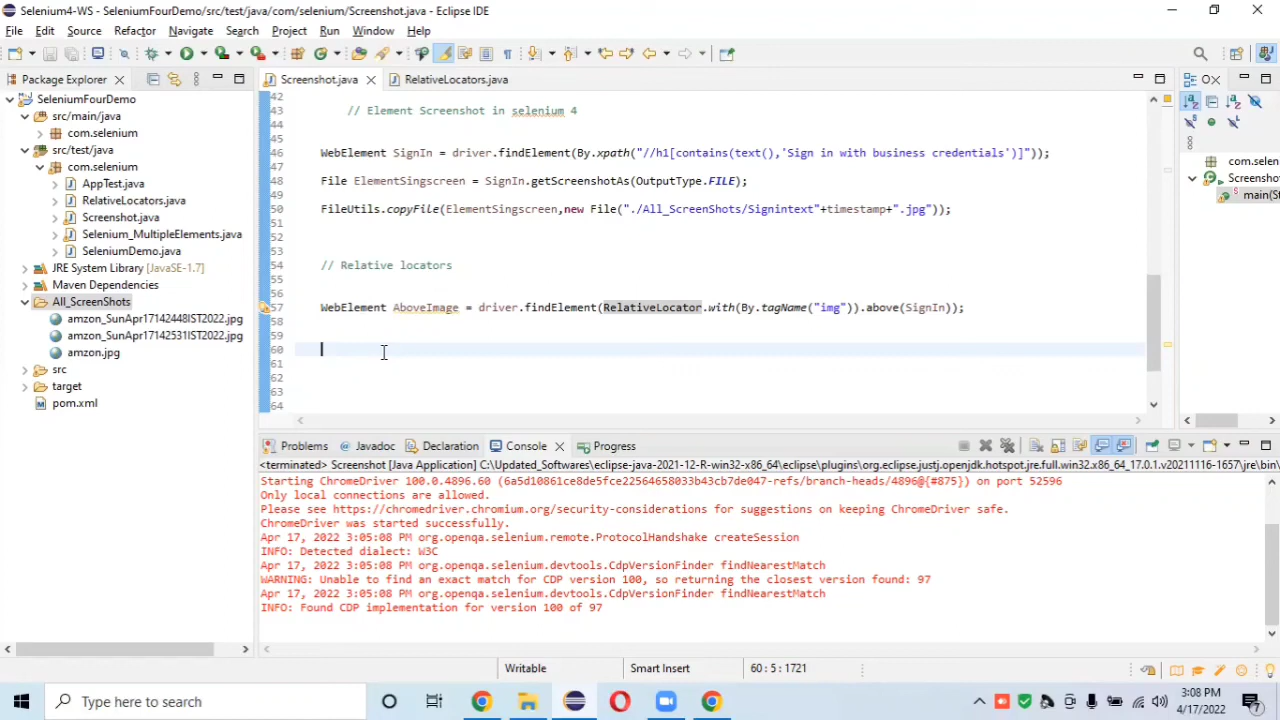 Selenium4-WS - SeleniumFourDemo/src/test/java/com/selenium/Screenshot.java - Eclipse IDE
File Edit Source Refactor Navigate Search Project Run Window Help
Package Explorer
Screenshot.java
RelativeLocators.java
SeleniumFourDemo
src/main/java
com.selenium
src/test/java
com.selenium
AppTest.java
RelativeLocators.java
Screenshot.java
Selenium_MultipleElements.java
SeleniumDemo.java
JRE System Library [JavaSE-1.7]
Maven Dependencies
All_ScreenShots
amzon_SunApr17142448IST2022.jpg
amzon_SunApr17142531IST2022.jpg
amzon.jpg
src
target
pom.xml
42
43 // Element Screenshot in selenium 4
44
45
46 WebElement SignIn = driver.findElement(By.xpath("//h1[contains(text(),'Sign in with business credentials')]"));
47
48 File ElementSingscreen = SignIn.getScreenshotAs(OutputType.FILE);
49
50 FileUtils.copyFile(ElementSingscreen,new File("./All_ScreenShots/Signintext"+timestamp+".jpg"));
51
52
53
54 // Relative locators
55
56
57 WebElement AboveImage = driver.findElement(RelativeLocator.with(By.tagName("img")).above(SignIn));
58
59
60
61
62
63
64
O
com.selen
Screensho
main(St
Problems Javadoc Declaration Console Progress
<terminated> Screenshot [Java Application] C:\Updated_Softwares\eclipse-java-2021-12-R-win32-x86_64\eclipse\plugins\org.eclipse.justj.openjdk.hotspot.jre.full.win32.x86_64_17.0.1.v20211116-1657\jre\bin\
Starting ChromeDriver 100.0.4896.60 (6a5d10861ce8de5fce22564658033b43cb7de047-refs/branch-heads/4896@{#875}) on port 52596
Only local connections are allowed.
Please see https://chromedriver.chromium.org/security-considerations for suggestions on keeping ChromeDriver safe.
ChromeDriver was started successfully.
Apr 17, 2022 3:05:08 PM org.openqa.selenium.remote.ProtocolHandshake createSession
INFO: Detected dialect: W3C
Apr 17, 2022 3:05:08 PM org.openqa.selenium.devtools.CdpVersionFinder findNearestMatch
WARNING: Unable to find an exact match for CDP version 100, so returning the closest version found: 97
Apr 17, 2022 3:05:08 PM org.openqa.selenium.devtools.CdpVersionFinder findNearestMatch
INFO: Found CDP implementation for version 100 of 97
Writable Smart Insert 60 : 5 : 1721
Type here to search
3:08 PM
4/17/2022
7